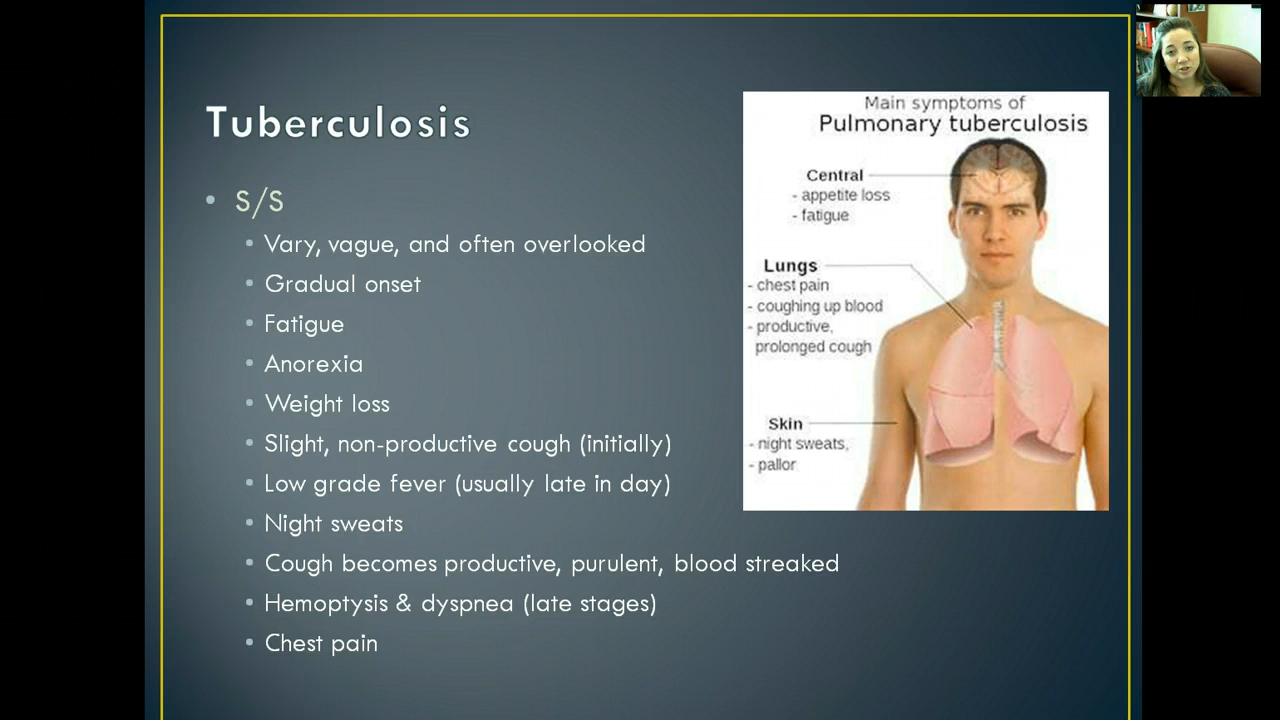 Tuberculosis
• S/S
• Vary, vague, and often overlooked
• Gradual onset
• Fatigue
• Anorexia
• Weight loss
• Slight, non-productive cough (initially)
• Low grade fever (usually late in day)
• Night sweats
• Cough becomes productive, purulent, blood streaked
• Hemoptysis & dyspnea (late stages)
• Chest pain
Main symptoms of
Pulmonary tuberculosis
Central
- appetite loss
- fatigue
Lungs
- chest pain
- coughing up blood
- productive,
prolonged cough
Skin
- night sweats,
- pallor